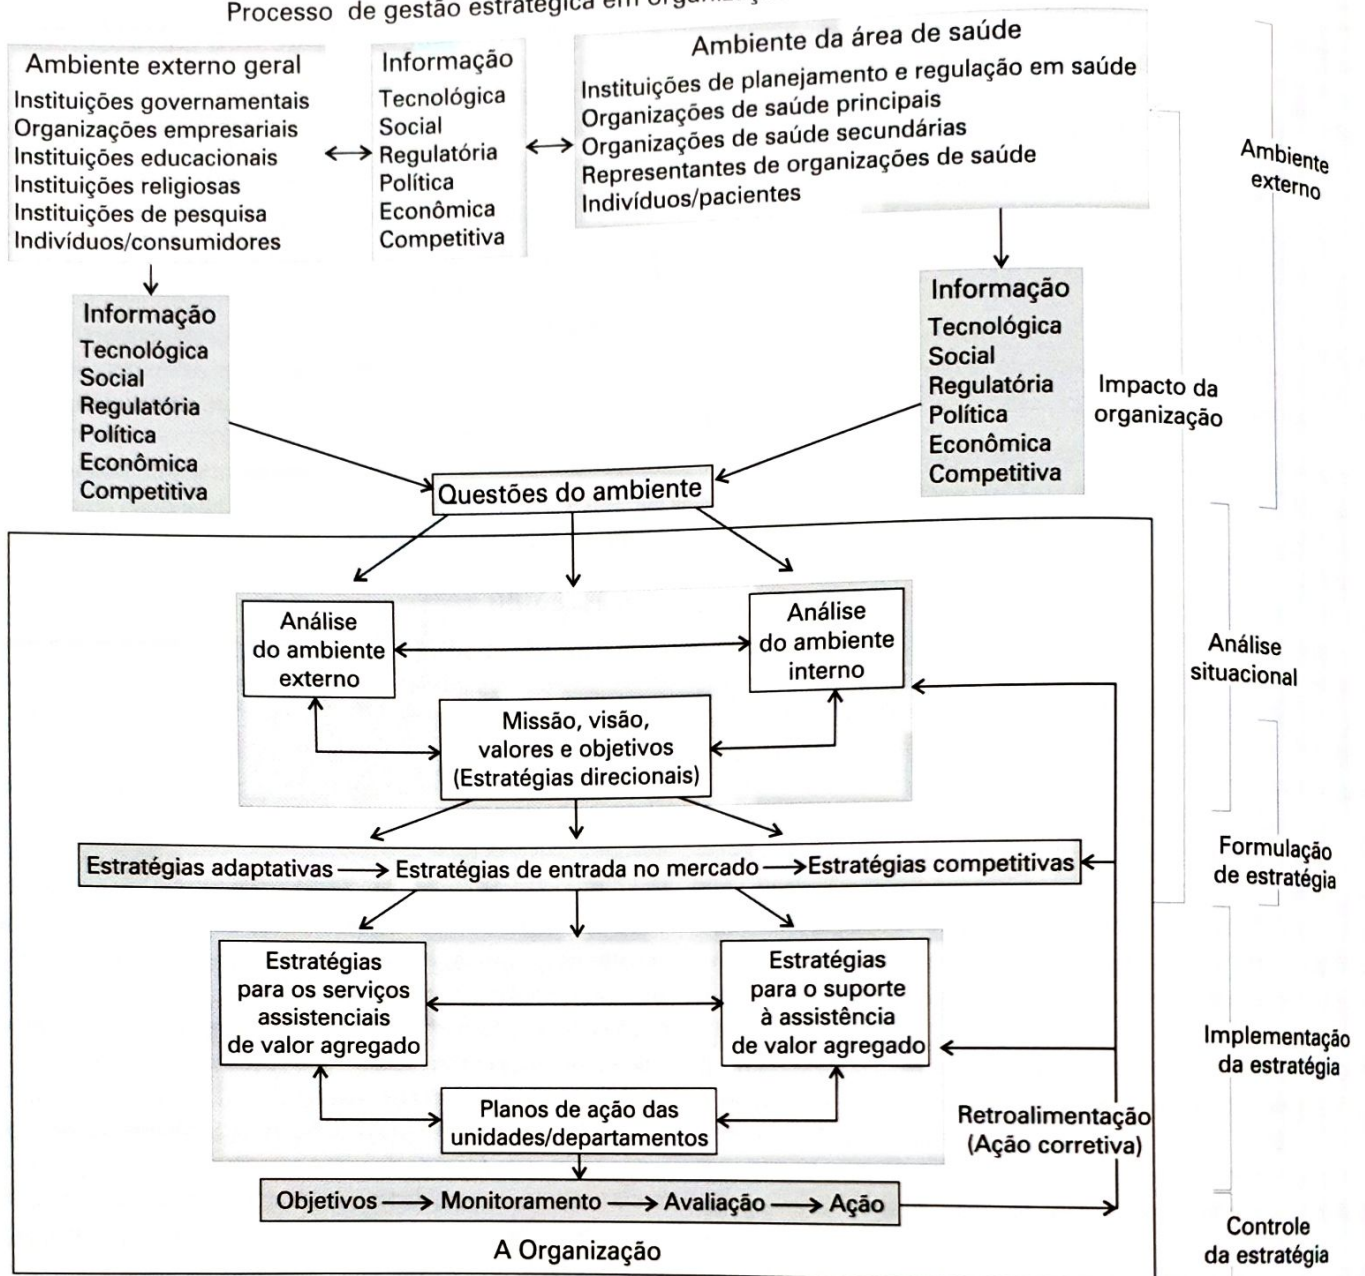 Processo de gestão estratégica em
Ambiente externo geral
Instituições governamentais
Organizações empresariais
Instituições educacionais
Instituições religiosas
Instituições de pesquisa
Indivíduos/consumidores
Informação
Tecnológica
Social
Regulatória
Política
Econômica
Competitiva
Ambiente da área de saúde
Instituições de planejamento e regulação em saúde
Organizações de saúde principais
Organizações de saúde secundárias
Representantes de organizações de saúde
Indivíduos/pacientes
Ambiente
externo
Informação
Tecnológica
Social
Regulatória
Política
Econômica
Competitiva
Informação
Tecnológica
Social
Regulatória
Política
Econômica
Competitiva
Impacto da
organização
Questões do ambiente
Análise
do ambiente
externo
Análise
do ambiente
interno
Análise
situacional
Missão, visão,
valores e objetivos
(Estratégias direcionais)
Estratégias adaptativas
Estratégias de entrada no mercado
Estratégias competitivas
Formulação
de estratégia
Estratégias
para os serviços
assistenciais
de valor agregado
Estratégias
para o suporte
à assistência
de valor agregado
Implementação
da estratégia
Planos de ação das
unidades/departamentos
Retroalimentação
(Ação corretiva)
Objetivos
Monitoramento
Avaliação
Ação
A Organização
Controle
da estratégia